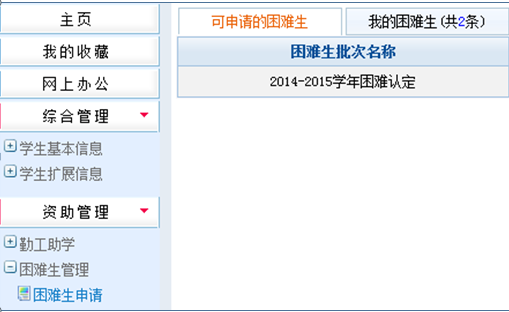 主页
我的收藏
网上办公
综合管理
学生基本信息
学生扩展信息
资助管理
勤工助学
困难生管理
困难生申请
可申请的困难生
我的困难生(共2条)
困难生批次名称
2014-2015学年困难认定